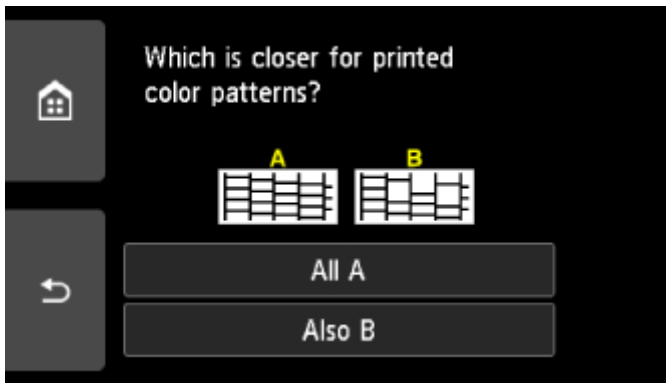 Which is closer for printed
color patterns?
A B
All A
Also B